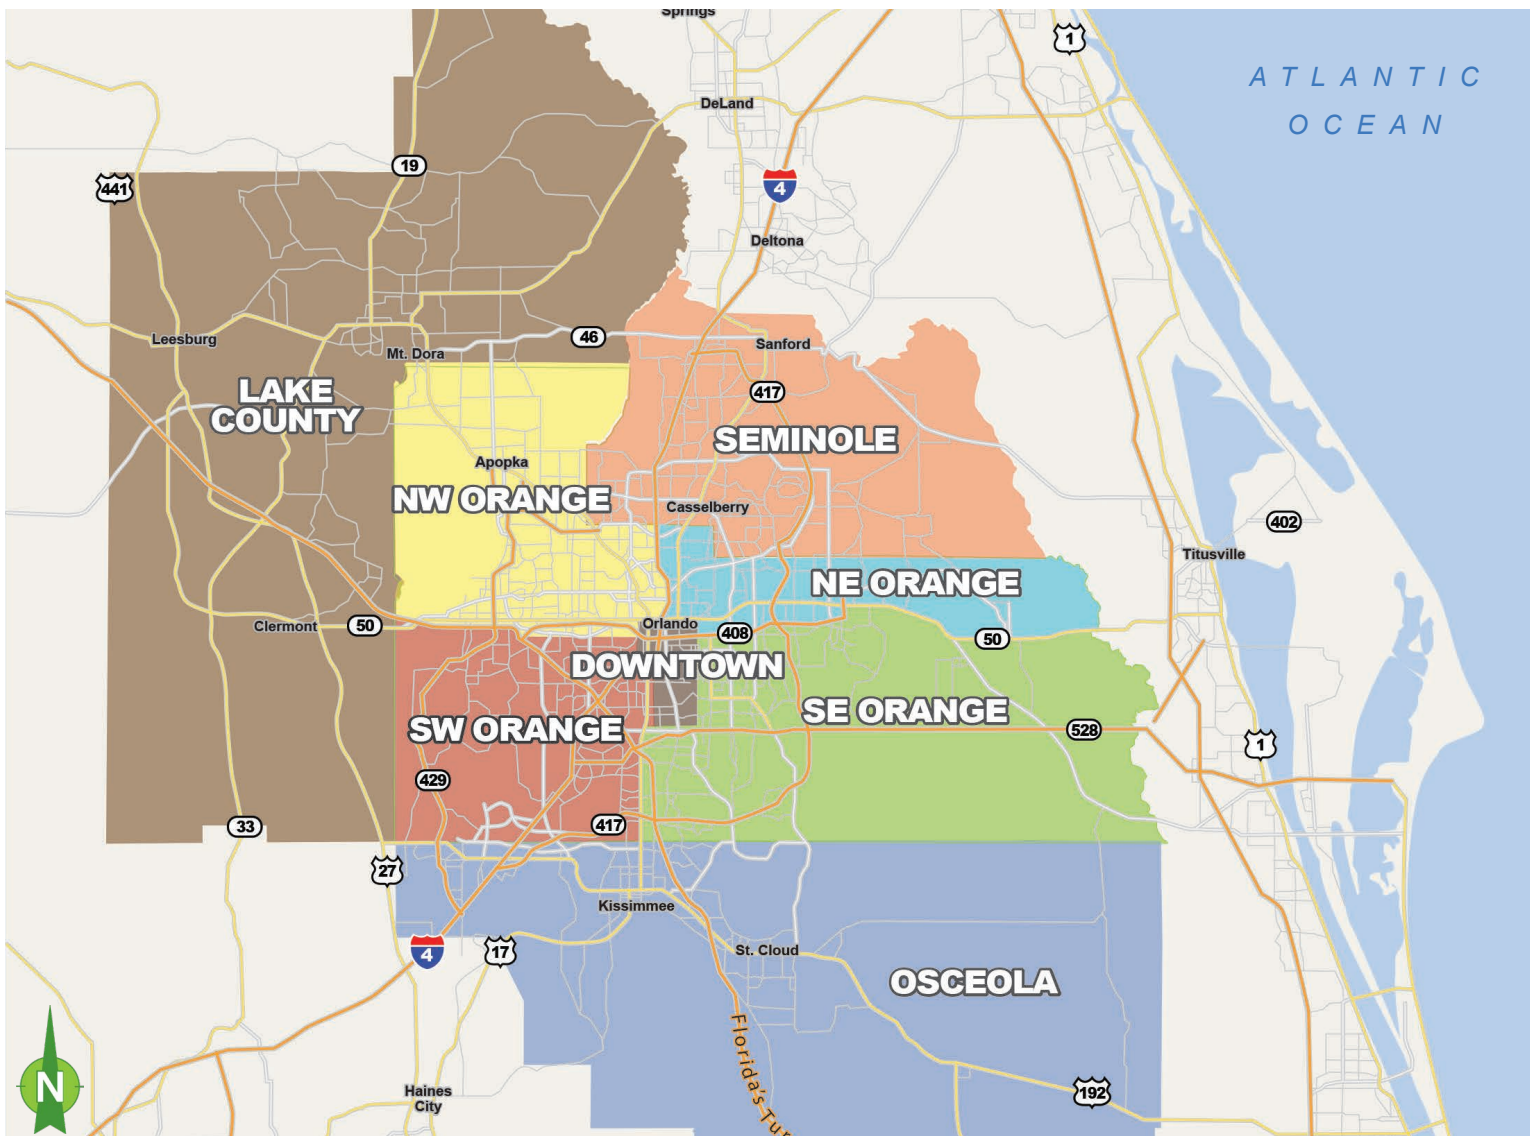 Springs
1
ATLANTIC
OCEAN
DeLand
19
441
4
Deltona
46
Leesburg
Mt. Dora
Sanford
LAKE
COUNTY
417
SEMINOLE
Apopka
NW ORANGE
Casselberry
402
Titusville
NE ORANGE
Clermont
50
Orlando
408
50
DOWNTOWN
SW ORANGE
SE ORANGE
528
1
429
417
33
27
Kissimmee
4
17
St. Cloud
OSCEOLA
Florida's Tur
N
Haines
City
192